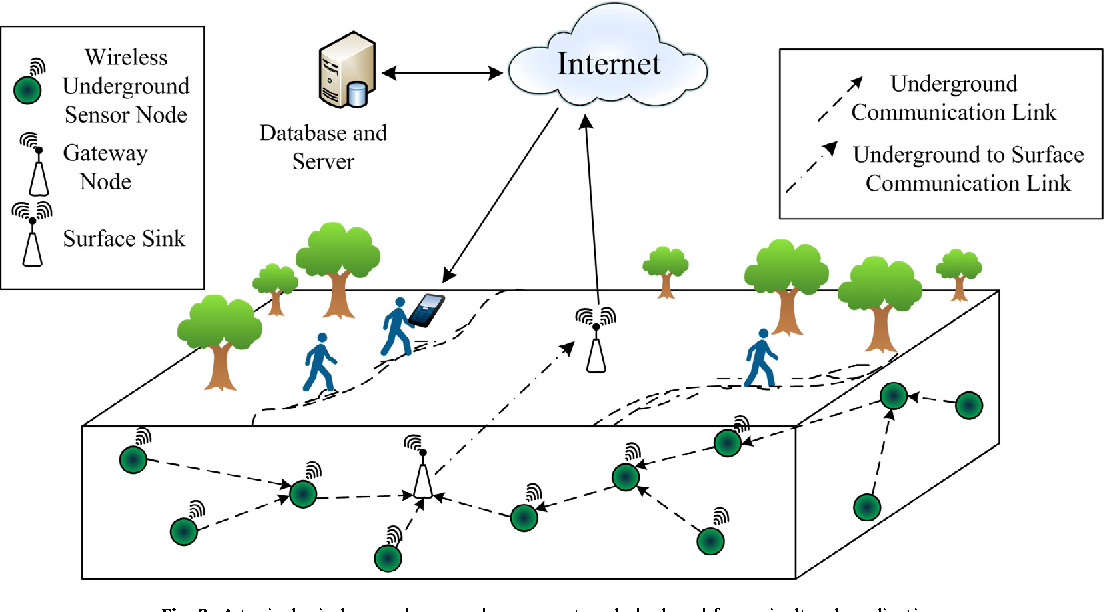 Wireless
Underground
Sensor Node
Gateway
Node
Surface Sink
Database and
Server
Internet
Underground
Communication Link
Underground to Surface
Communication Link